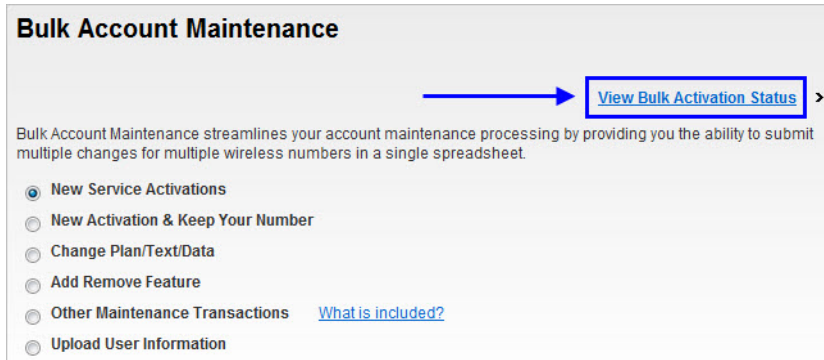 Bulk Account Maintenance
View Bulk Activation Status
Bulk Account Maintenance streamlines your account maintenance processing by providing you the ability to submit
multiple changes for multiple wireless numbers in a single spreadsheet.
New Service Activations
New Activation & Keep Your Number
Change Plan/Text/Data
Add Remove Feature
Other Maintenance Transactions What is included?
Upload User Information